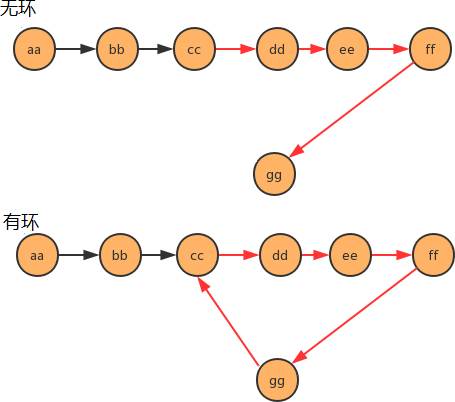 无环
aa bb cc dd ee ff
gg
有环
aa bb cc dd ee ff
gg